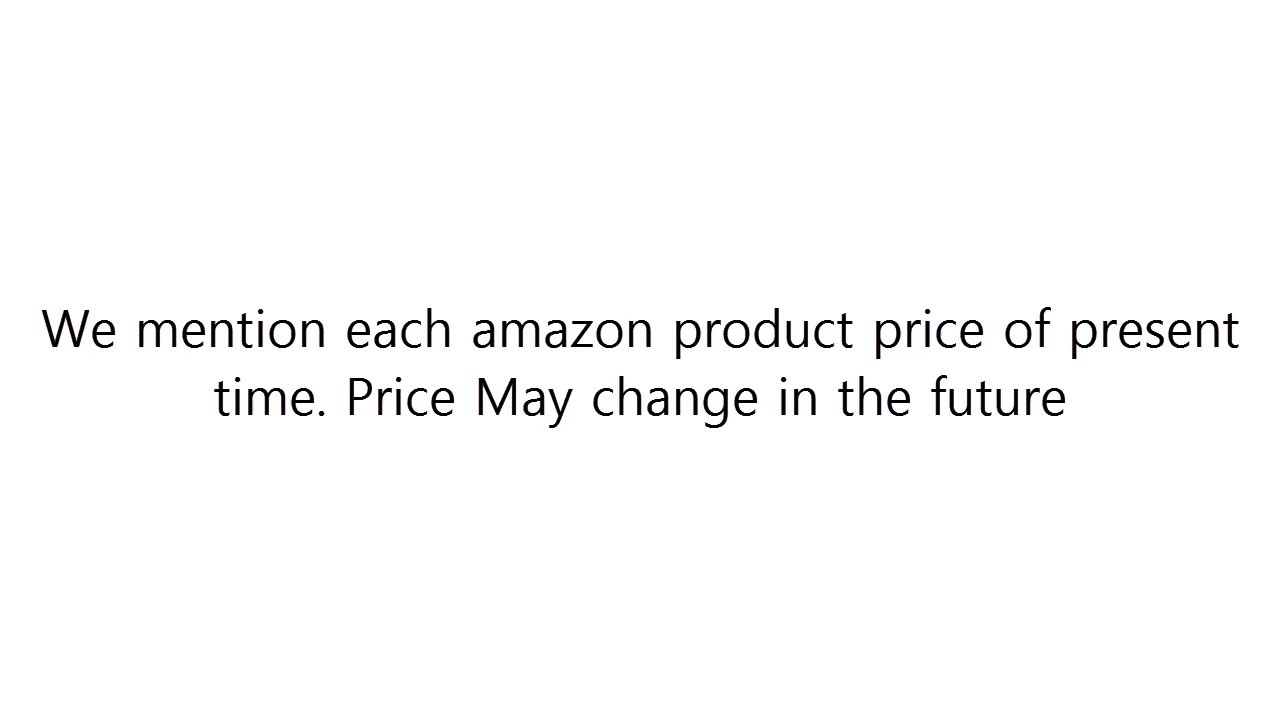 We mention each amazon product price of present
time. Price May change in the future